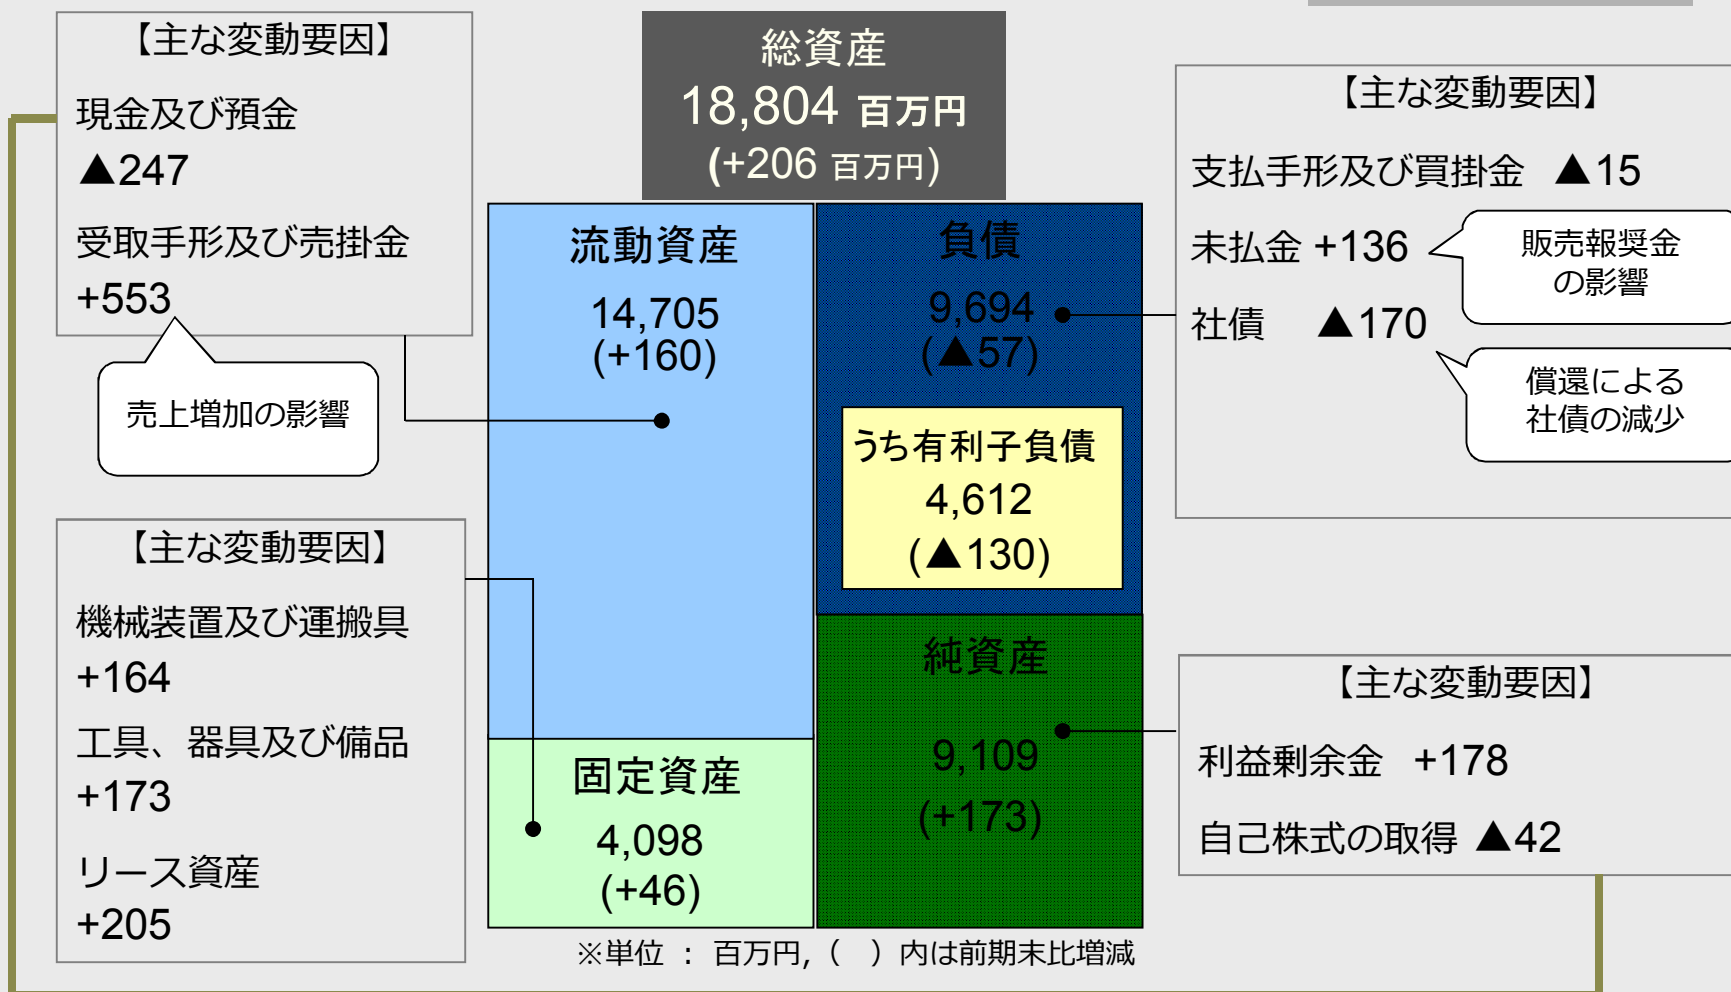 総資産
18,804 百万円
(+206 百万円)
【主な変動要因】
現金及び預金
▲247
受取手形及び売掛金
+553
売上増加の影響
【主な変動要因】
機械装置及び運搬具
+164
工具、器具及び備品
+173
リース資産
+205
流動資産
14,705
(+160)
固定資産
4,098
(+46)
負債
9,694
(▲57)
うち有利子負債
4,612
(▲130)
純資産
9,109
(+173)
【主な変動要因】
支払手形及び買掛金 ▲15
未払金 +136
販売報奨金
の影響
社債 ▲170
償還による
社債の減少
【主な変動要因】
利益剰余金 +178
自己株式の取得 ▲42
※単位 : 百万円, ( ) 内は前期末比増減